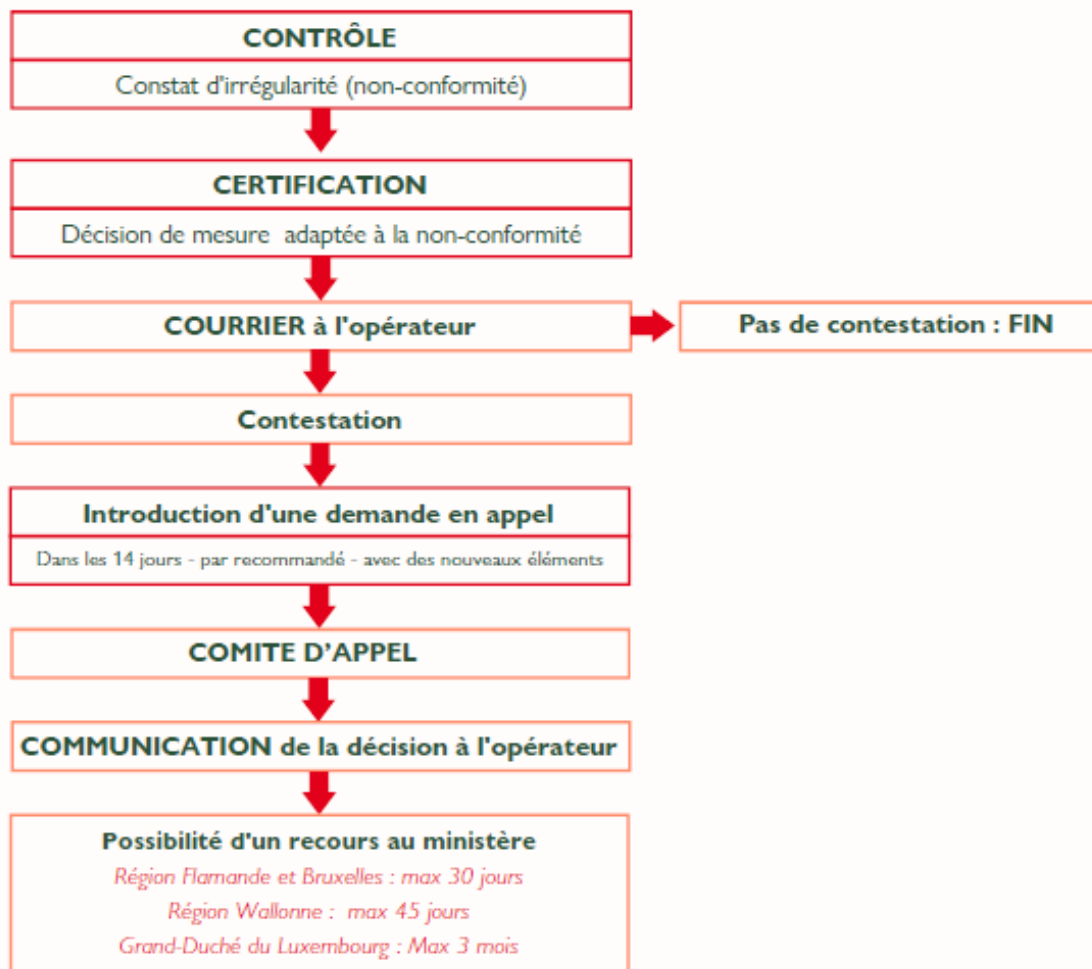 CONTRÔLE
Constat d'irrégularité (non-conformité)
CERTIFICATION
Décision de mesure adaptée à la non-conformité
COURRIER à l'opérateur
Pas de contestation : FIN
Contestation
Introduction d'une demande en appel
Dans les 14 jours - par recommandé - avec des nouveaux éléments
COMITE D'APPEL
COMMUNICATION de la décision à l'opérateur
Possibilité d'un recours au ministère
Région Flamande et Bruxelles : max 30 jours
Région Wallonne : max 45 jours
Grand-Duché du Luxembourg : Max 3 mois